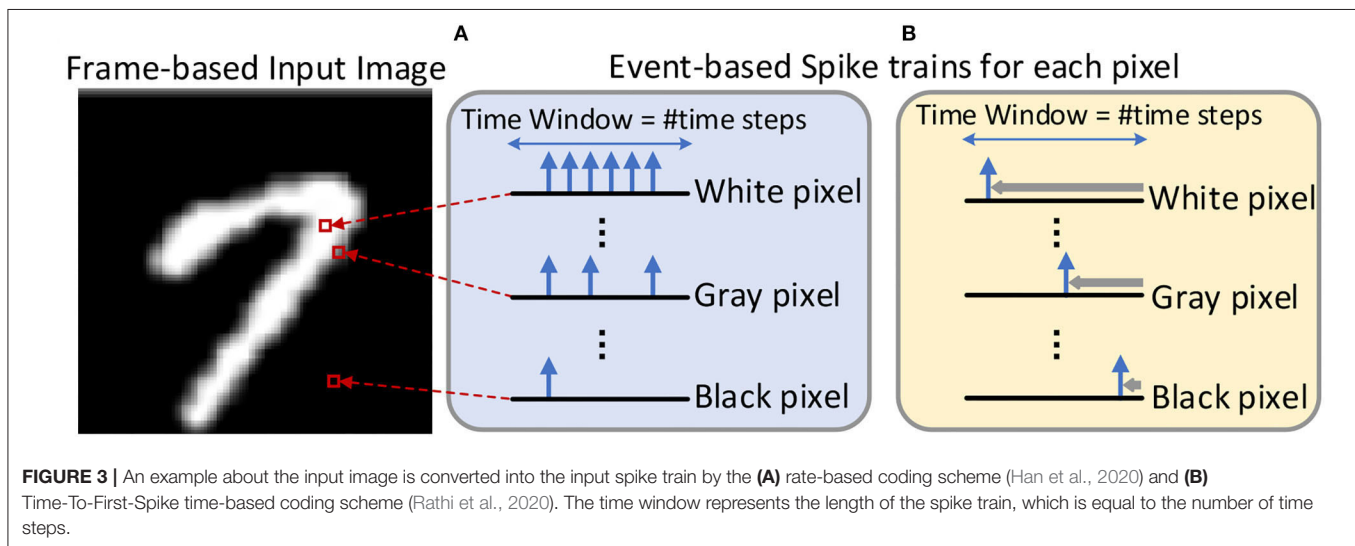 A
B
Frame-based Input Image
Event-based Spike trains for each pixel
Time Window = #time steps
White pixel
Gray pixel
Black pixel
Time Window = #time steps
White pixel
Gray pixel
Black pixel
FIGURE 3 | An example about the input image is converted into the input spike train by the (A) rate-based coding scheme (Han et al., 2020) and (B)
Time-To-First-Spike time-based coding scheme (Rathi et al., 2020). The time window represents the length of the spike train, which is equal to the number of time
steps.